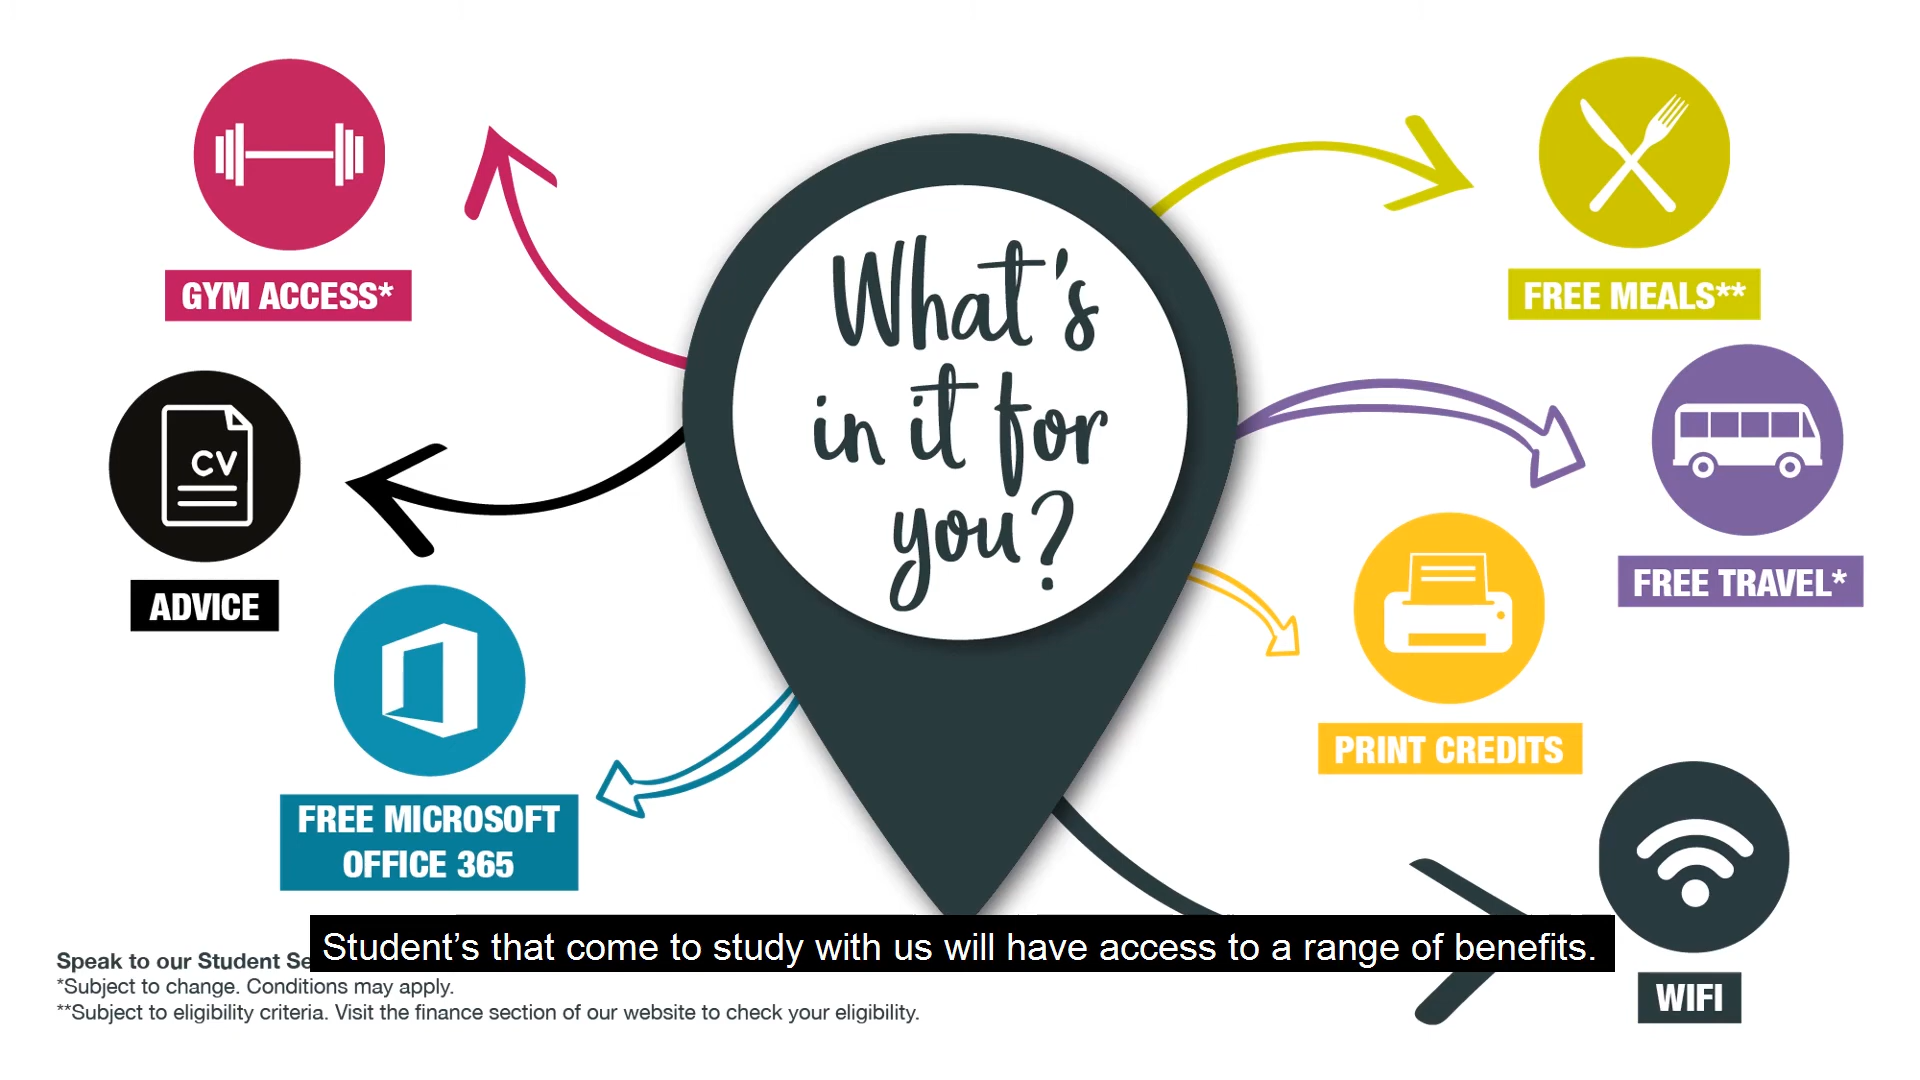 What's
in it for
you?
GYM ACCESS*
CV
ADVICE
FREE MICROSOFT
OFFICE 365
FREE MEALS**
FREE TRAVEL*
PRINT CREDITS
WIFI
Student’s that come to study with us will have access to a range of benefits.
Speak to our Student
*Subject to change. Conditions may apply.
**Subject to eligibility criteria. Visit the finance section of our website to check your eligibility.